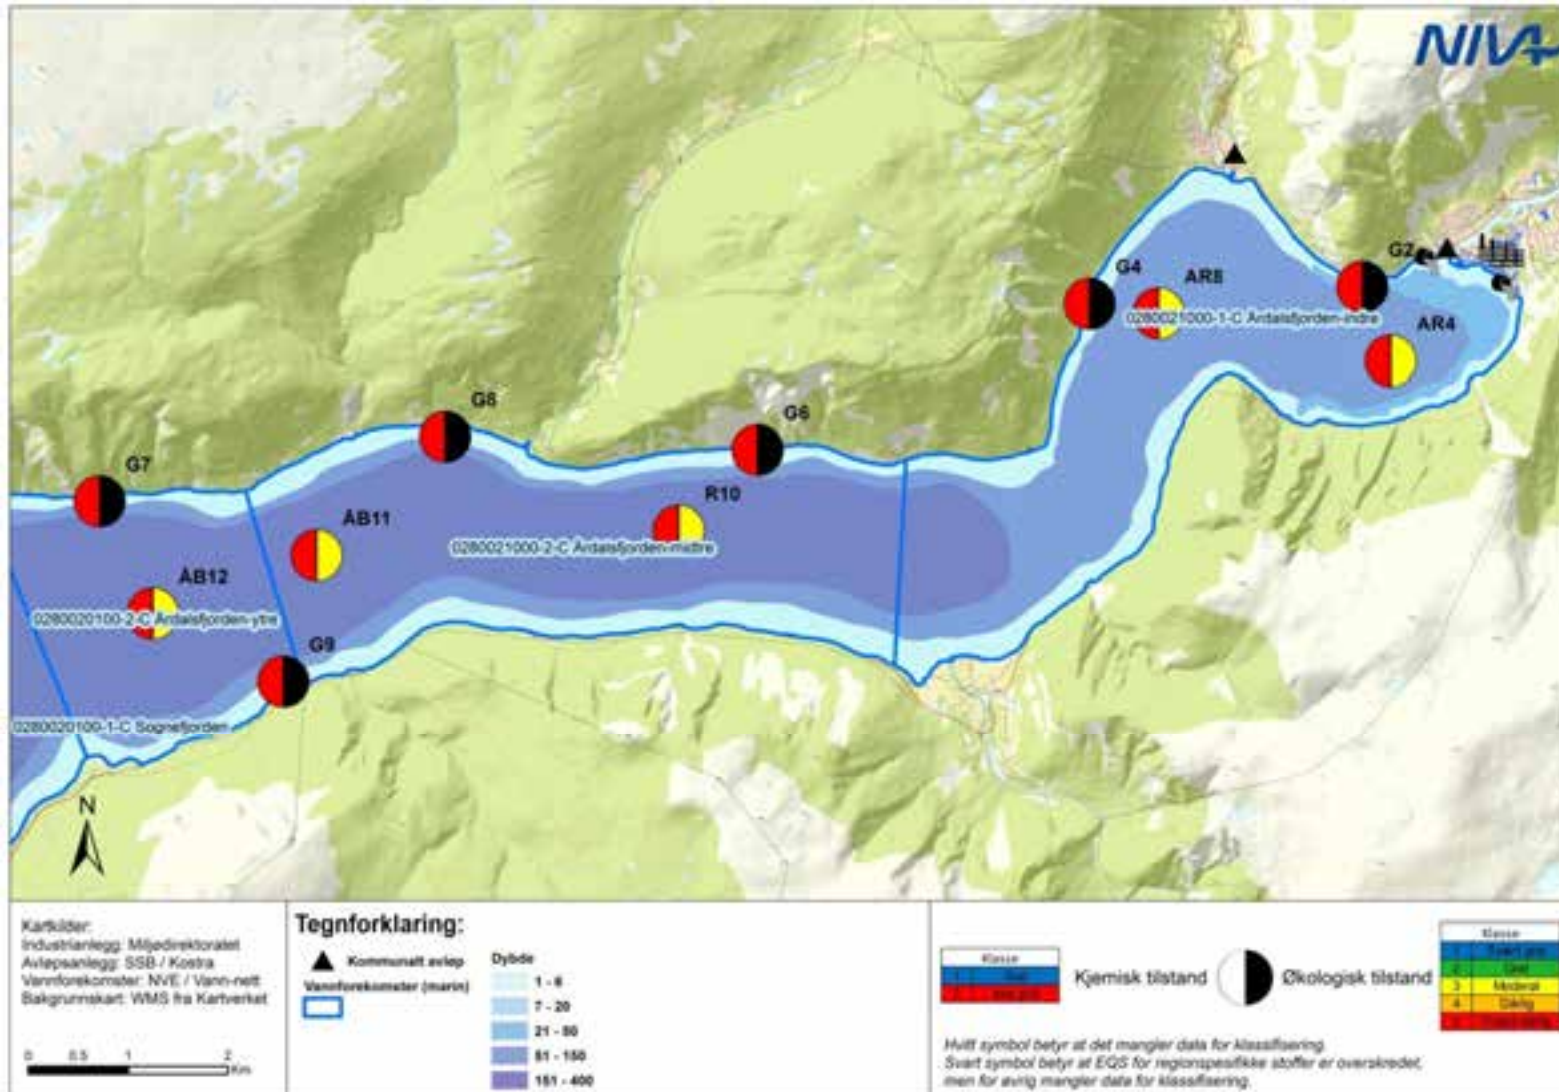 NIVA
G2
G4
AR8
0280021000-1-C Ardalsfjorden-indre
AR4
G8
G6
G7
R10
ÅB11
0280021000-2-C Ardalsfjorden-midtre
ÅB12
0280020100-2-C Ardalsfjorden-ytre
G9
0280020100-1-C Sognefjorden
N
Kartkilder:
Industrianlegg: Miljødirektoratet
Avløpsanlegg: SSB / Kostra
Vannforekomster: NVE / Vann-nett
Bakgrunnskart: WMS fra Kartverket
0 0.5 1 2
Km
Tegnforklaring:
Kommunalt avløp
Vannforekomster (marin)
Dybde
1 - 6
7 - 20
21 - 50
51 - 150
151 - 400
Klasse
Kjemisk tilstand
Økologisk tilstand
Klasse
2 God
3 Moderat
4 Dårlig
Hvitt symbol betyr at det mangler data for klassifisering.
Svart symbol betyr at EQS for regionspesifikke stoffer er overskredet,
men for øvrig mangler data for klassifisering.